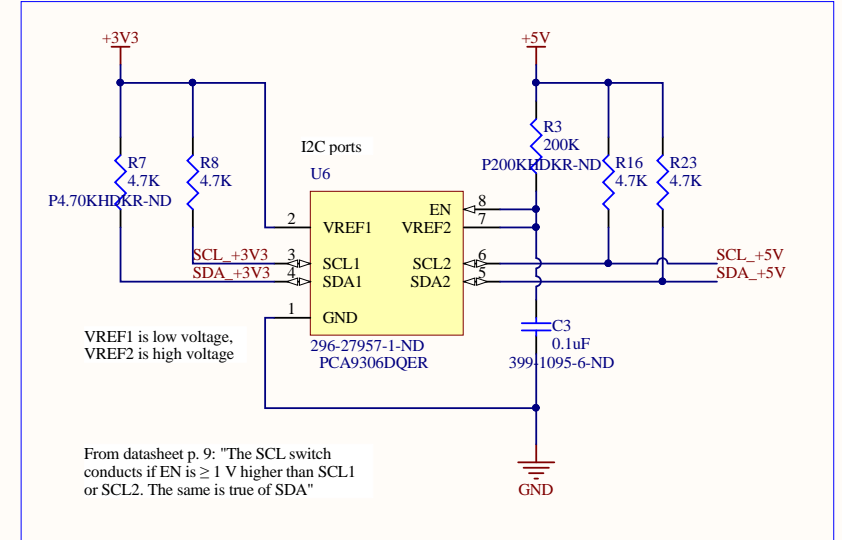 +3V3
+5V
R7
4.7K
P4.70KHDKR-ND
R8
4.7K
I2C ports
U6
R3
200K
P200KHDKR-ND
R16
4.7K
R23
4.7K
2
VREF1
3
SCL1
4
SDA1
1
GND
EN
8
VREF2
7
SCL2
6
SDA2
5
SCL_+3V3
SDA_+3V3
SCL_+5V
SDA_+5V
296-27957-1-ND
PCA9306DQER
C3
0.1uF
399-1095-6-ND
VREF1 is low voltage,
VREF2 is high voltage
From datasheet p. 9: "The SCL switch
conducts if EN is ≥ 1 V higher than SCL1
or SCL2. The same is true of SDA"
GND